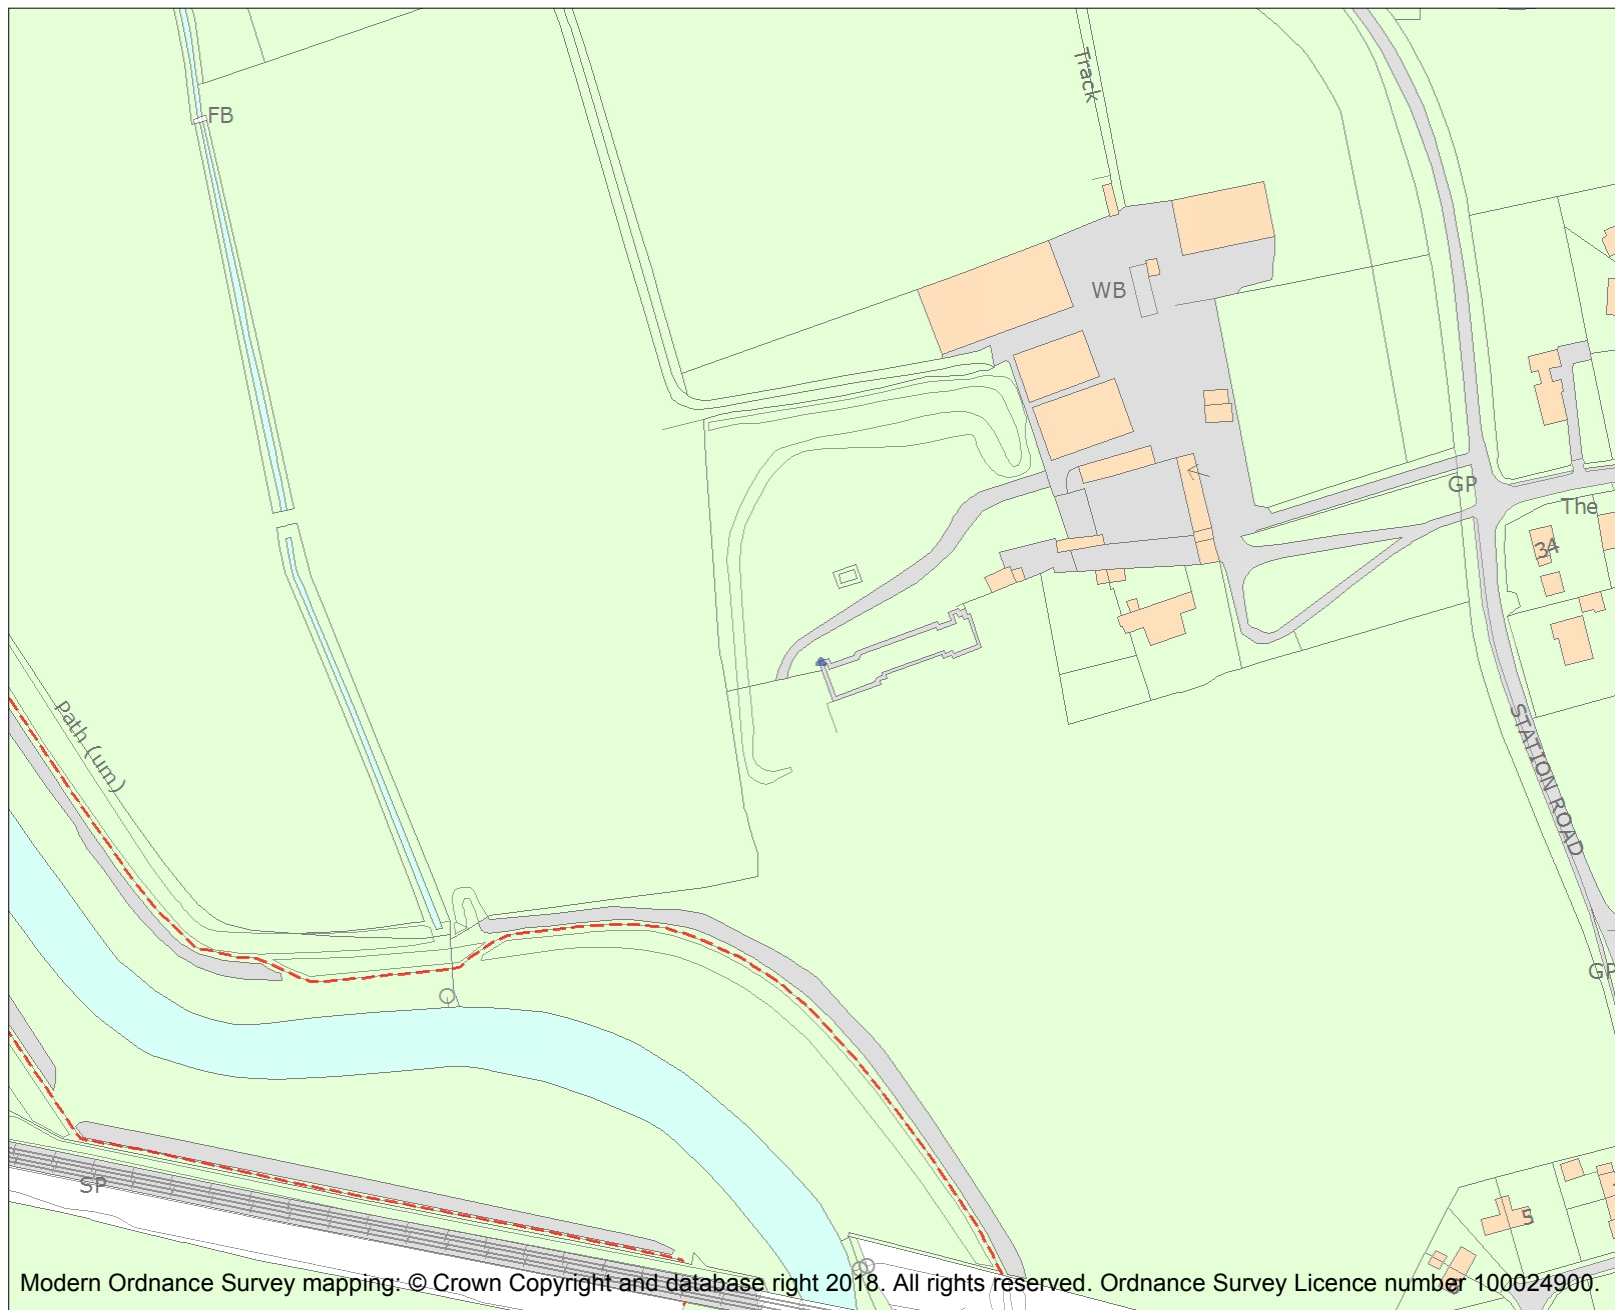 Track
FB
WB
GP
The
34
Path (um)
STATION ROAD
GP
SP
5
Modern Ordnance Survey mapping: © Crown Copyright and database right 2018. All rights reserved. Ordnance Survey Licence number 100024900.